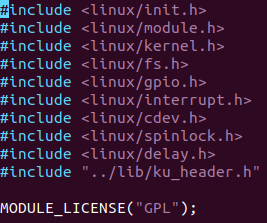 #include <linux/init.h>
#include <linux/module.h>
#include <linux/kernel.h>
#include <linux/fs.h>
#include <linux/gpio.h>
#include <linux/interrupt.h>
#include <linux/cdev.h>
#include <linux/spinlock.h>
#include <linux/delay.h>
#include "../lib/ku_header.h"
MODULE_LICENSE("GPL");